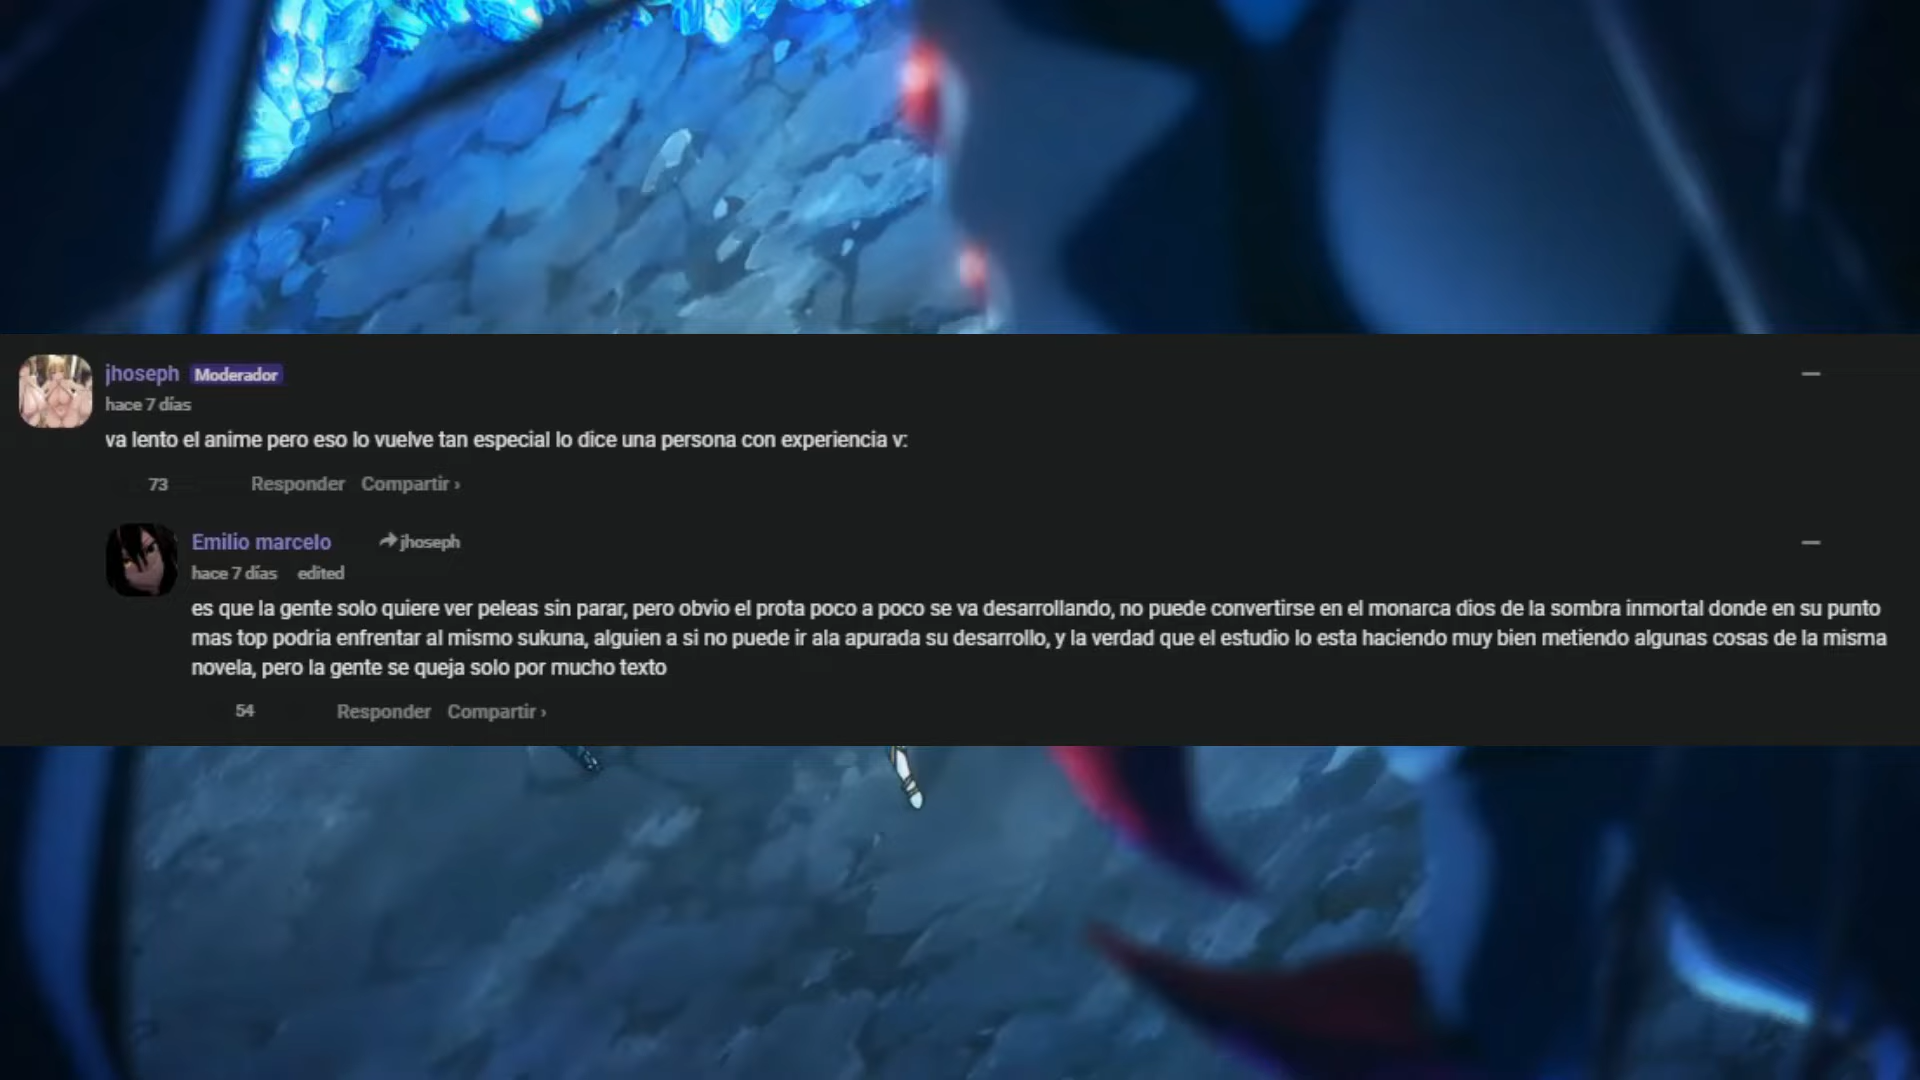 jhoseph Moderador
hace 7 días
va lento el anime pero eso lo vuelve tan especial lo dice una persona con experiencia v:
73 Responder Compartir ›
Emilio marcelo jhoseph
hace 7 días edited
es que la gente solo quiere ver peleas sin parar, pero obvio el prota poco a poco se va desarrollando, no puede convertirse en el monarca dios de la sombra inmortal donde en su punto
mas top podria enfrentar al mismo sukuna, alguien a si no puede ir ala apurada su desarrollo, y la verdad que el estudio lo esta haciendo muy bien metiendo algunas cosas de la misma
novela, pero la gente se queja solo por mucho texto
54 Responder Compartir ›